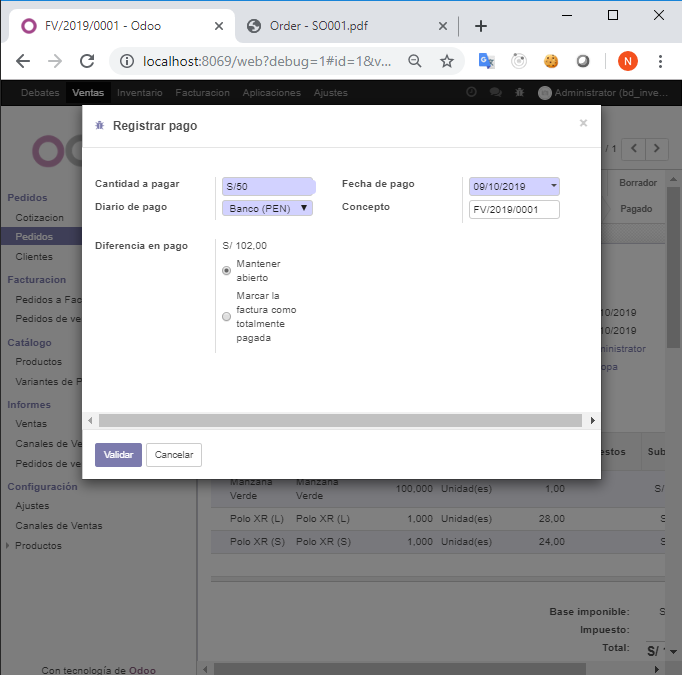 FV/2019/0001 - Odoo
Order - SO001.pdf
localhost:8069/web?debug=1#id=1&v...
N
Debates Ventas Inventario Facturacion Aplicaciones Ajustes Administrator (bd_inve...
Registrar pago
/ 1
Cantidad a pagar S/50 Fecha de pago 09/10/2019
Diario de pago Banco (PEN) Concepto FV/2019/0001
Diferencia en pago S/ 102,00
Mantener
abierto
Marcar la
factura como
totalmente
pagada
Validar Cancelar
Borrador
Pagado
Pedidos
Cotizacion
Pedidos
Clientes
Facturacion
Pedidos a Fac
Pedidos de ve
Catálogo
Productos
Variantes de P
Informes
Ventas
Canales de Ve
Pedidos de ve
Configuración
Ajustes
Canales de Ventas
Productos
Con tecnología de Odoo
10/2019
10/2019
ministrator
opa
estos Sub
Manzana
Verde Manzana
Verde 100,000 Unidad(es) 1,00 S/
Polo XR (L) Polo XR (L) 1,000 Unidad(es) 28,00 S
Polo XR (S) Polo XR (S) 1,000 Unidad(es) 24,00 S
Base imponible: S
Impuesto:
Total: S/